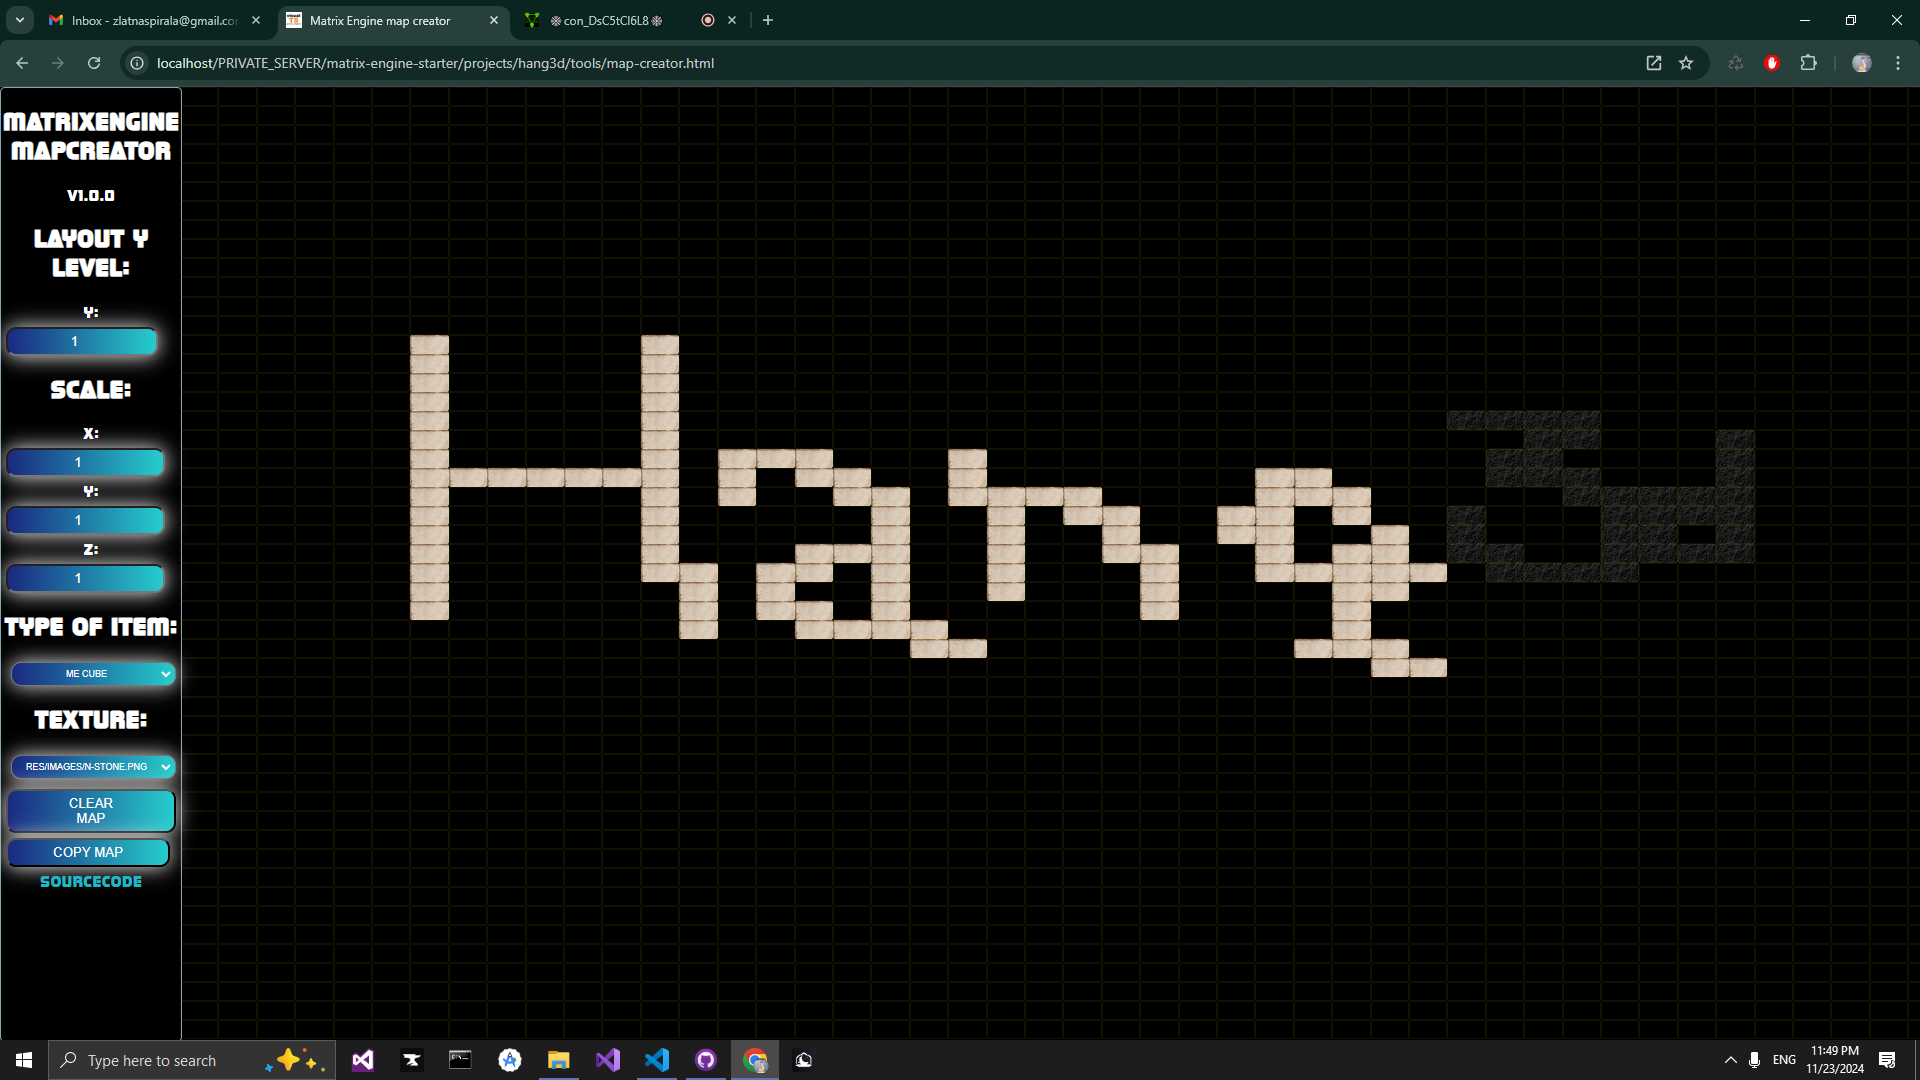 Inbox - zlatnaspirala@gmail.co
Matrix Engine map creator
con_DsC5tCl6L8
localhost/PRIVATE_SERVER/matrix-engine-starter/projects/hang3d/tools/map-creator.html
MATRIXENGINE
MAPCREATOR
V1.0.0
LAYOUT Y
LEVEL:
Y:
1
SCALE:
X:
1
Y:
1
Z:
1
TYPE OF ITEM:
ME CUBE
TEXTURE:
RES/IMAGES/N-STONE.PNG
CLEAR
MAP
COPY MAP
SOURCECODE
Hang 3d
Type here to search
ENG
11:49 PM
11/23/2024